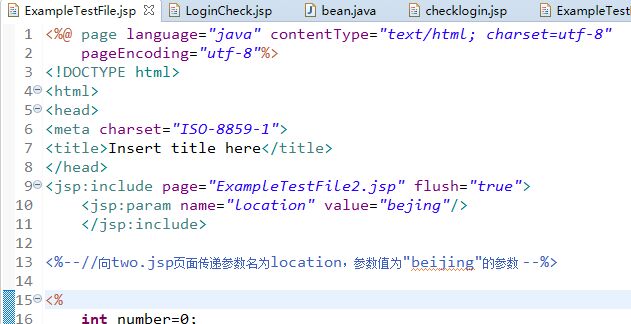 ExampleTestFile.jsp LoginCheck.jsp bean.java checklogin.jsp ExampleTest
1 <%@ page language="java" contentType="text/html; charset=utf-8"
2 pageEncoding="utf-8"%>
3 <!DOCTYPE html>
4 <html>
5 <head>
6 <meta charset="ISO-8859-1">
7 <title>Insert title here</title>
8 </head>
9 <jsp:include page="ExampleTestFile2.jsp" flush="true">
10 <jsp:param name="location" value="bejing"/>
11 </jsp:include>
12
13 <%--//向two.jsp页面传递参数名为location，参数值为"beijing"的参数 --%>
14
15 <%
16 int number=0;